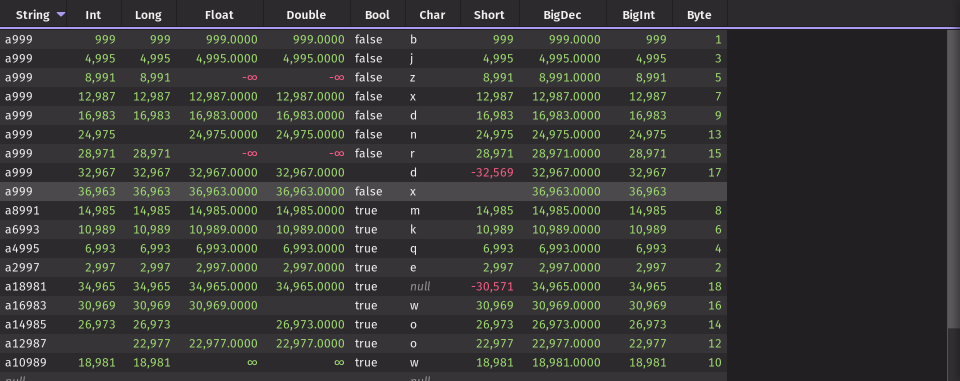 String Int Long Float Double Bool Char Short BigDec BigInt Byte
a999 999 999 999.0000 999.0000 false b 999 999.0000 999 1
a999 4,995 4,995 4,995.0000 4,995.0000 false j 4,995 4,995.0000 4,995 3
a999 8,991 8,991 -∞ -∞ false z 8,991 8,991.0000 8,991 5
a999 12,987 12,987 12,987.0000 12,987.0000 false x 12,987 12,987.0000 12,987 7
a999 16,983 16,983 16,983.0000 16,983.0000 false d 16,983 16,983.0000 16,983 9
a999 24,975 24,975.0000 24,975.0000 false n 24,975 24,975.0000 24,975 13
a999 28,971 28,971 -∞ -∞ false r 28,971 28,971.0000 28,971 15
a999 32,967 32,967 32,967.0000 32,967.0000 d -32,569 32,967.0000 32,967 17
a999 36,963 36,963 36,963.0000 36,963.0000 false x 36,963.0000 36,963
a8991 14,985 14,985 14,985.0000 14,985.0000 true m 14,985 14,985.0000 14,985 8
a6993 10,989 10,989 10,989.0000 10,989.0000 true k 10,989 10,989.0000 10,989 6
a4995 6,993 6,993 6,993.0000 6,993.0000 true q 6,993 6,993.0000 6,993 4
a2997 2,997 2,997 2,997.0000 2,997.0000 true e 2,997 2,997.0000 2,997 2
a18981 34,965 34,965 34,965.0000 34,965.0000 true null -30,571 34,965.0000 34,965 18
a16983 30,969 30,969 30,969.0000 true w 30,969 30,969.0000 30,969 16
a14985 26,973 26,973 26,973.0000 true o 26,973 26,973.0000 26,973 14
a12987 22,977 22,977.0000 22,977.0000 true o 22,977 22,977.0000 22,977 12
a10989 18,981 18,981 ∞ ∞ true w 18,981 18,981.0000 18,981 10
null null